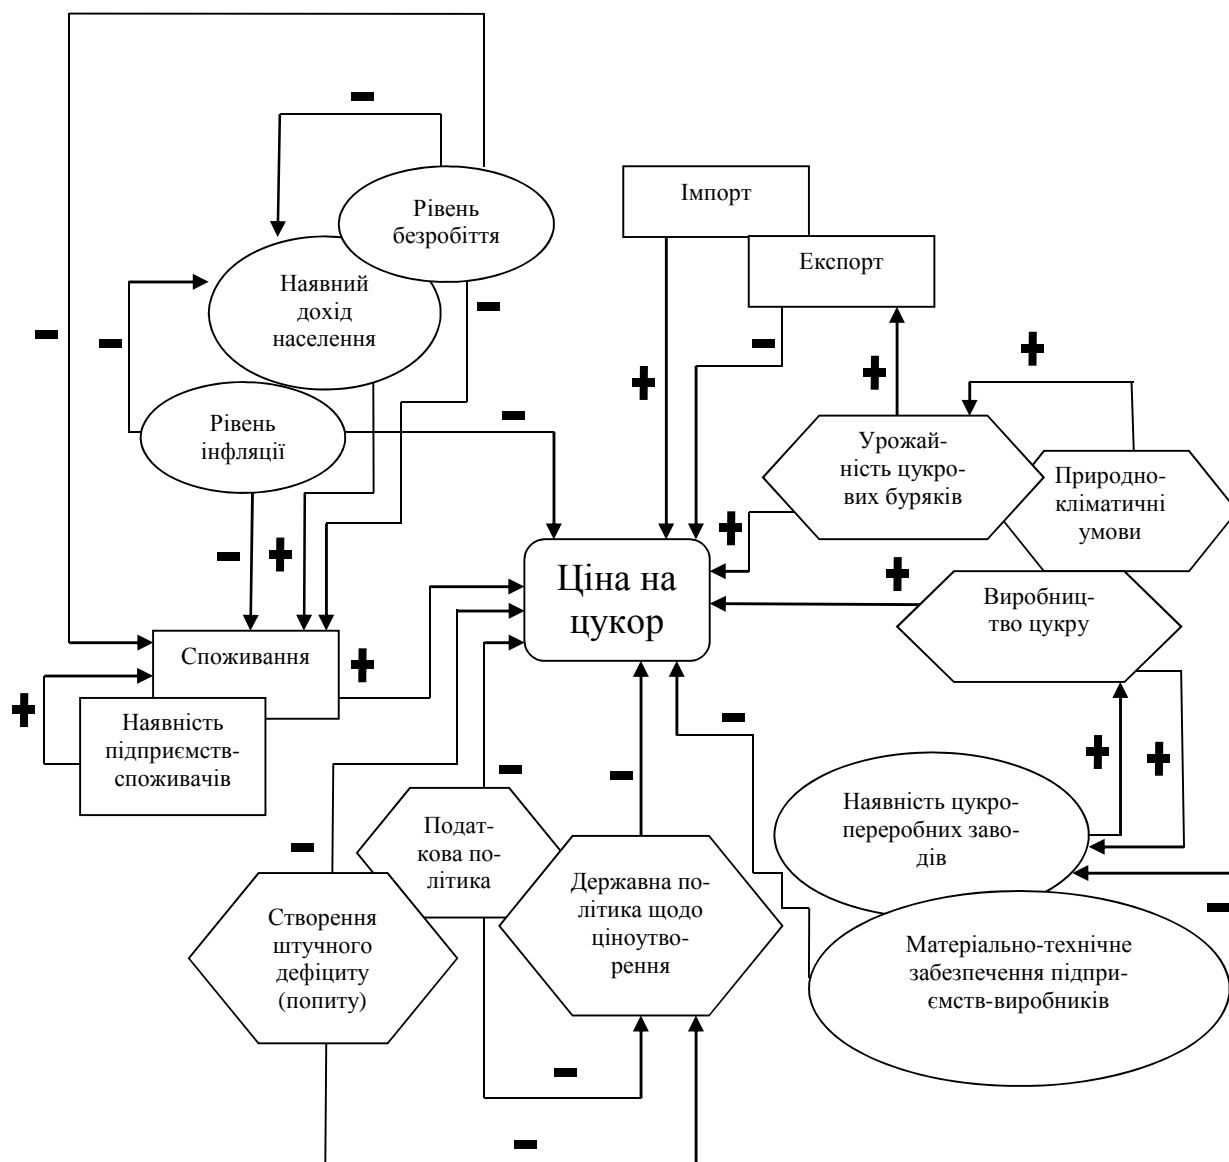 Рівень
безробіття
Імпорт
Експорт
Наявний
дохід
населення
Рівень
інфляції
Урожай-
ність цукро-
вих буряків
Природно-
кліматичні
умови
Ціна на
цукор
Виробниц-
тво цукру
Споживання
Наявність
підприємств-
споживачів
Наявність цукро-
переробних заво-
дів
Подат-
кова по-
літика
Державна по-
літика щодо
ціноутво-
рення
Створення
штучного
дефіциту
(попиту)
Матеріально-технічне
забезпечення підпри-
ємств-виробників